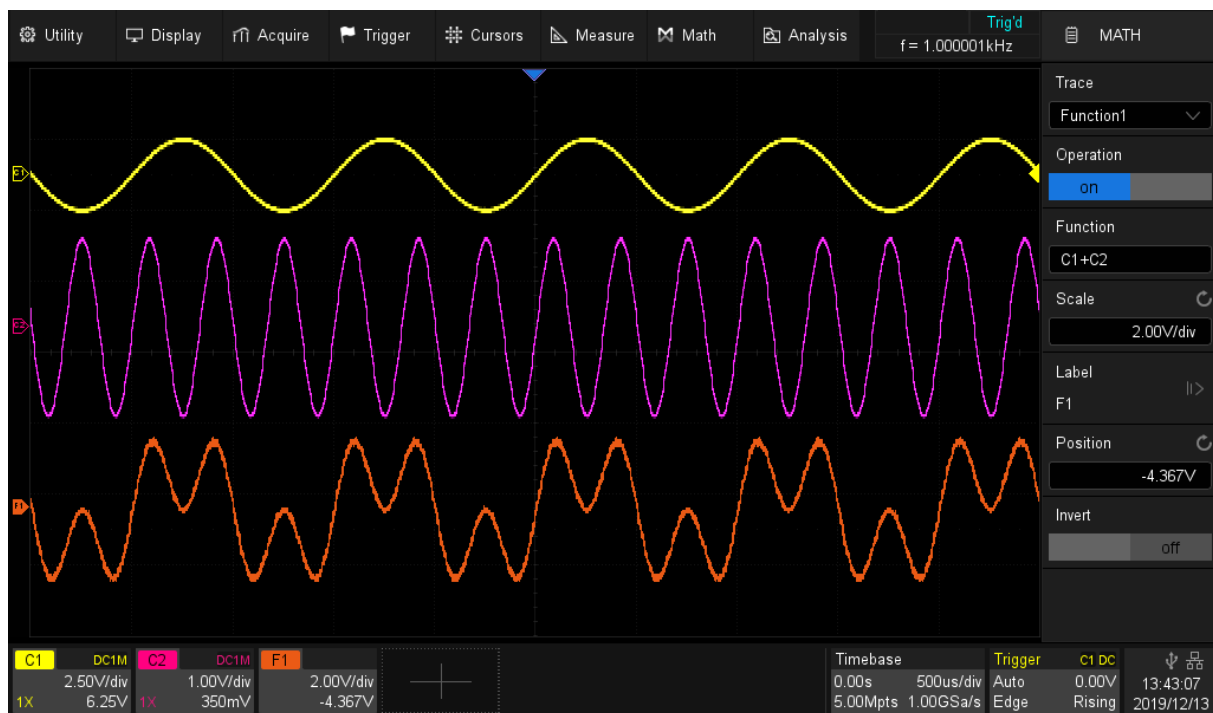 Utility Display Acquire Trigger Cursors Measure Math Analysis
Trig'd
f = 1.000001kHz
MATH
Trace
Function1
Operation
on
Function
C1+C2
Scale
2.00V/div
Label
F1
Position
-4.367V
Invert
off
C1
C2
F1
C1 DC1M
2.50V/div
1X 6.25V
C2 DC1M
1.00V/div
1X 350mV
F1
2.00V/div
-4.367V
Timebase
0.00s 500us/div
5.00Mpts 1.00GSa/s
Trigger C1 DC
Auto 0.00V
Edge Rising
13:43:07
2019/12/13